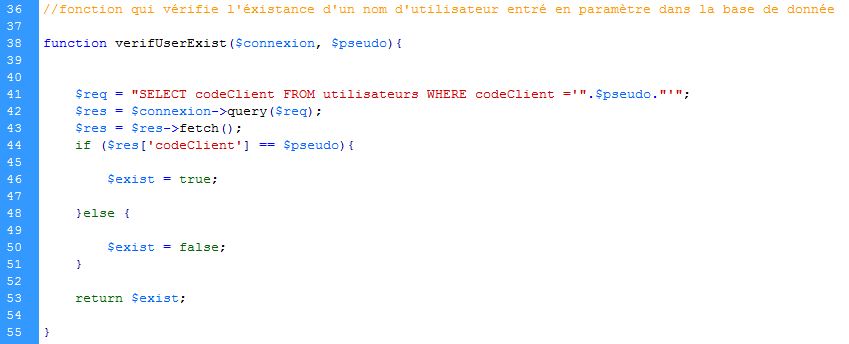 36 //fonction qui vérifie l'éxistance d'un nom d'utilisateur entré en paramètre dans la base de donnée
37
38 function verifUserExist($connexion, $pseudo){
39
40
41 $req = "SELECT codeClient FROM utilisateurs WHERE codeClient ='".$pseudo."'";
42 $res = $connexion->query($req);
43 $res = $res->fetch();
44 if ($res['codeClient'] == $pseudo){
45
46 $exist = true;
47
48 }else {
49
50 $exist = false;
51 }
52
53 return $exist;
54
55 }